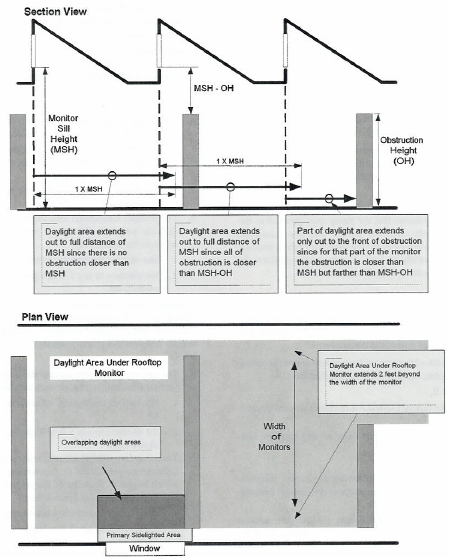 Section View
MSH - OH
Monitor
Sill
Height
(MSH)
Obstruction
Height
(OH)
1 X MSH
1 X MSH
Daylight area extends
out to full distance of
MSH since there is no
obstruction closer than
MSH
Daylight area extends
out to full distance of
MSH since all of
obstruction is closer
than MSH-OH
Part of daylight area extends
only out to the front of obstruction
since for that part of the monitor
the obstruction is closer than
MSH but farther than MSH-OH
Plan View
Daylight Area Under Rooftop
Monitor
Daylight Area Under Rooftop
Monitor extends 2 feet beyond
the width of the monitor
Width
of
Monitors
Overlapping daylight areas
Primary Sidelighted Area
Window